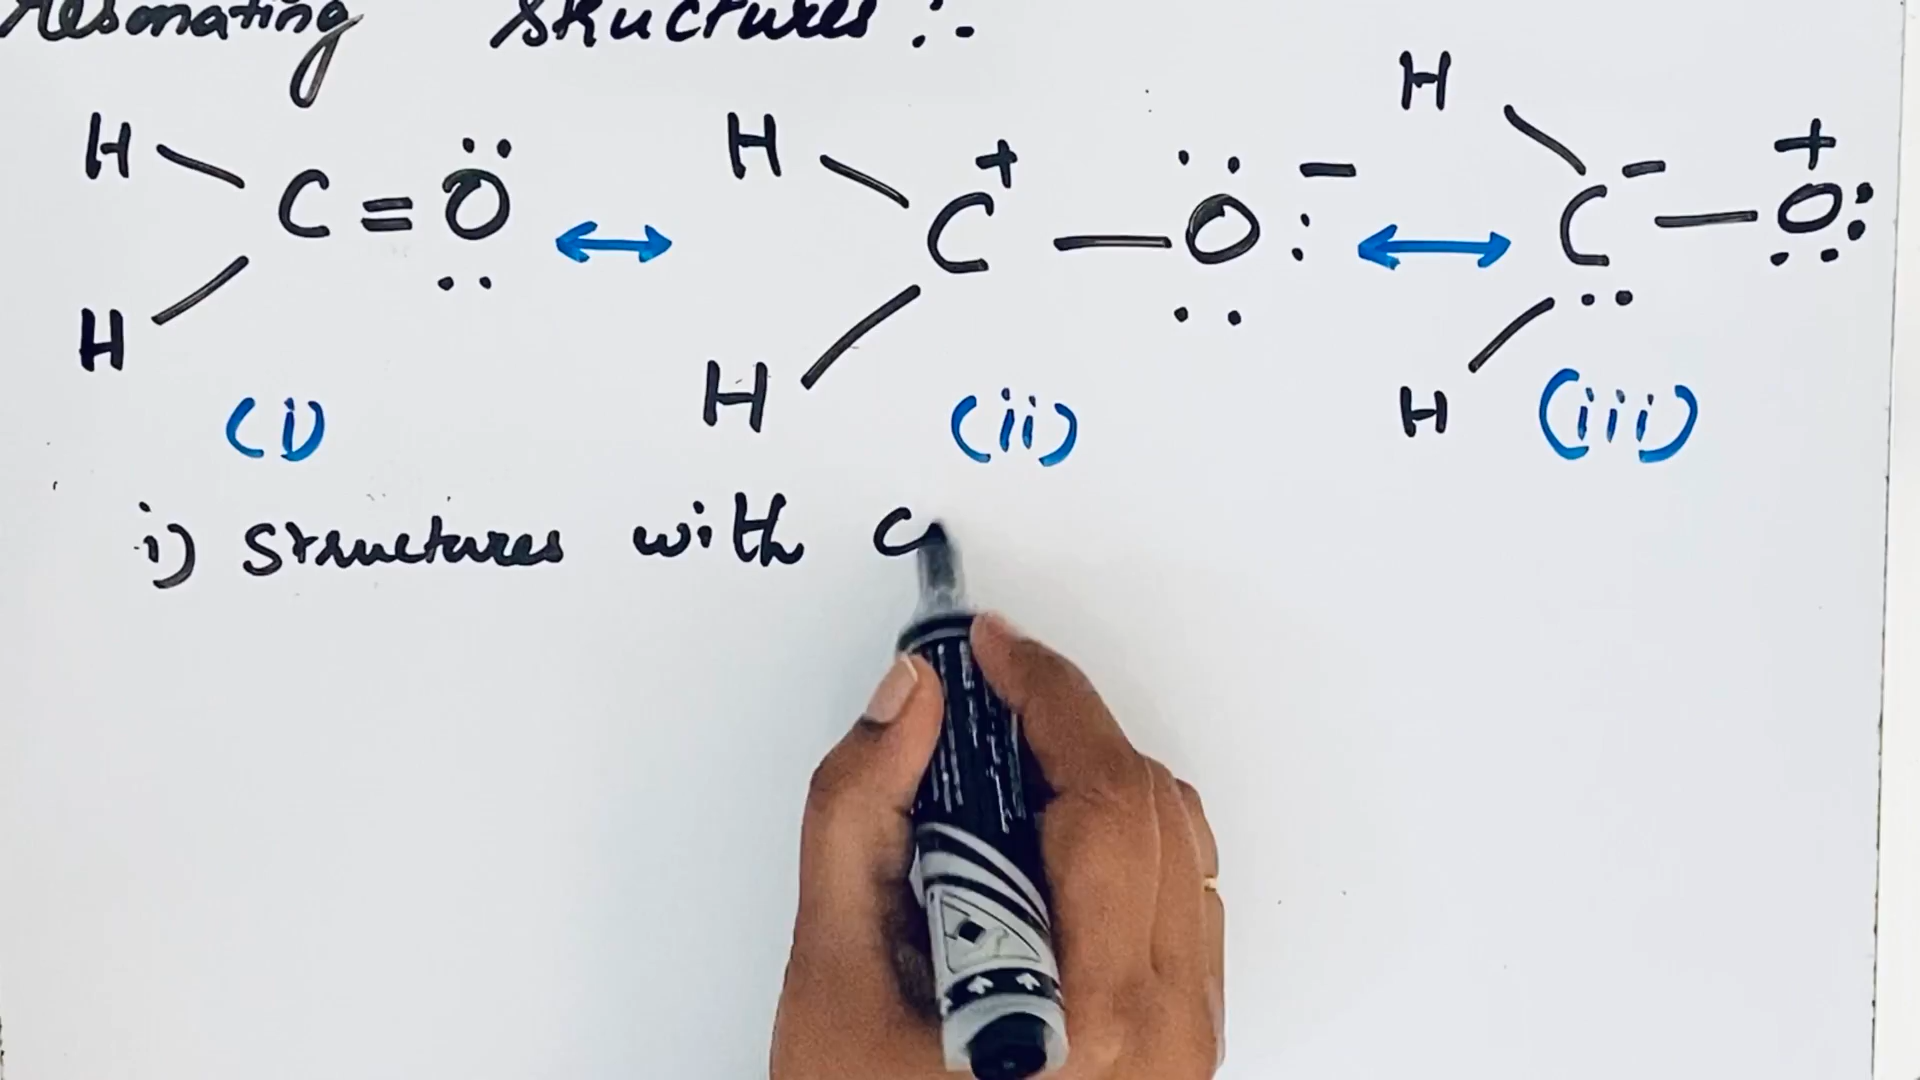 resonating structures :-
H H H
C = Ö: ↔ C⁺ — Ö:⁻ ↔ C⁻ — O⁺
H H H
(i) (ii) (iii)
i) Structures with c